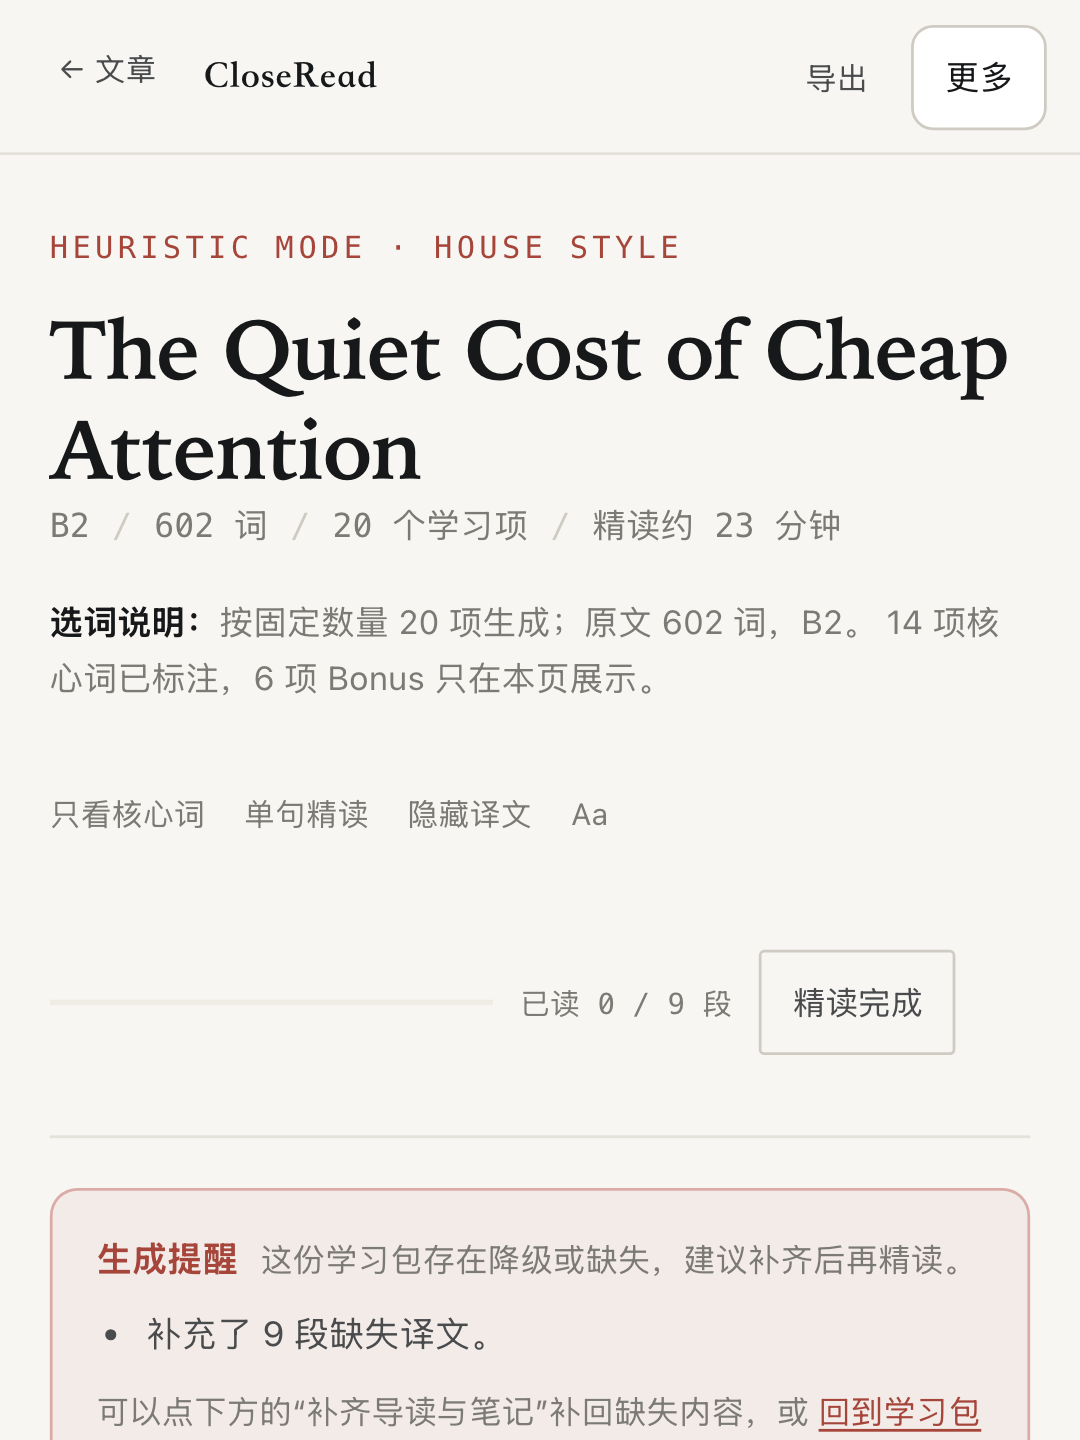 ← 文章
CloseRead
导出
更多
HEURISTIC MODE · HOUSE STYLE
The Quiet Cost of Cheap
Attention
B2 / 602 词 / 20 个学习项 / 精读约 23 分钟
选词说明：按固定数量 20 项生成；原文 602 词，B2。 14 项核
心词已标注，6 项 Bonus 只在本页展示。
只看核心词 单句精读 隐藏译文 Aa
已读 0 / 9 段
精读完成
生成提醒 这份学习包存在降级或缺失，建议补齐后再精读。
• 补充了 9 段缺失译文。
可以点下方的“补齐导读与笔记”补回缺失内容，或 回到学习包